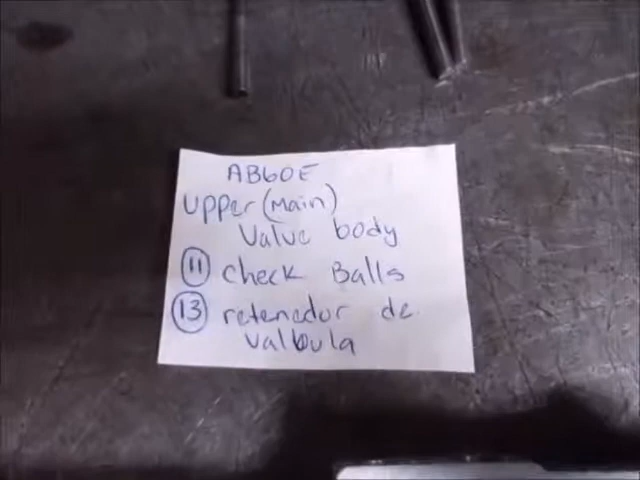 AB60E
Upper (Main)
Valve body
11 check Balls
13 retenedor de
valbula